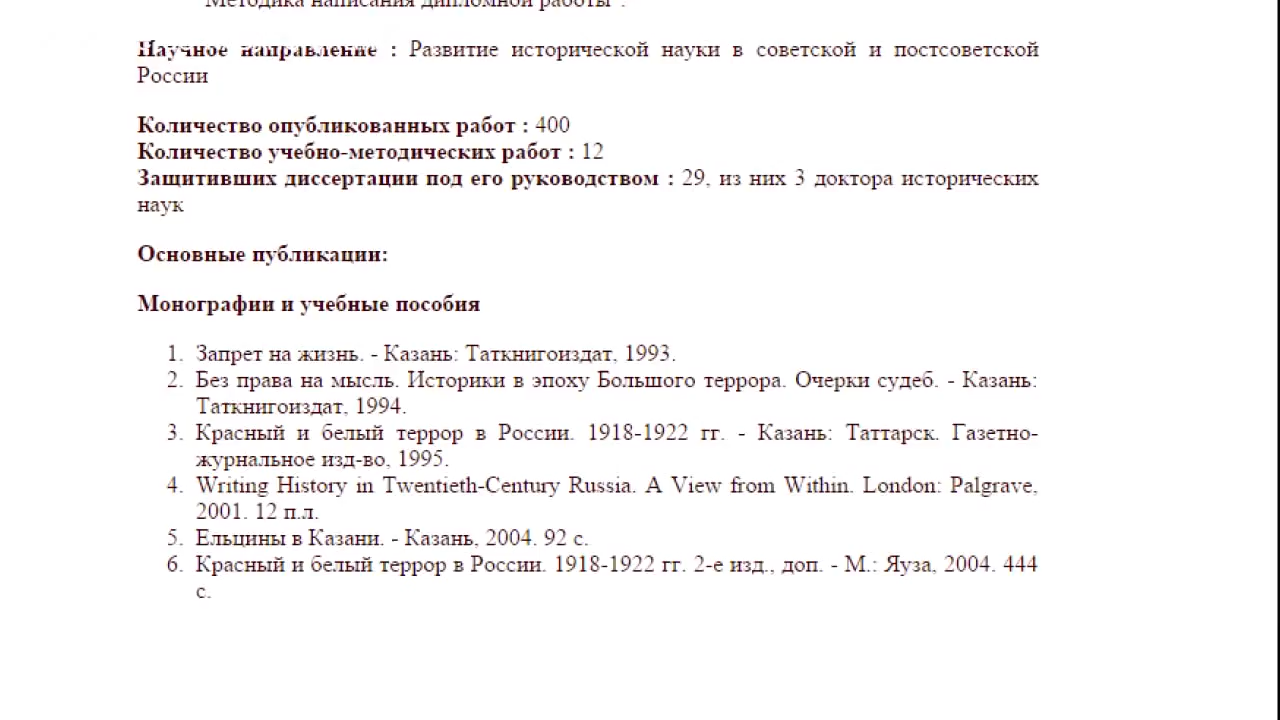 Методика написания дипломной работы".
Научное направление : Развитие исторической науки в советской и постсоветской
России
Количество опубликованных работ : 400
Количество учебно-методических работ : 12
Защитивших диссертации под его руководством : 29, из них 3 доктора исторических
наук
Основные публикации:
Монографии и учебные пособия
1. Запрет на жизнь. - Казань: Таткнигоиздат, 1993.
2. Без права на мысль. Историки в эпоху Большого террора. Очерки судеб. - Казань:
Таткнигоиздат, 1994.
3. Красный и белый террор в России. 1918-1922 гг. - Казань: Таттарск. Газетно-
журнальное изд-во, 1995.
4. Writing History in Twentieth-Century Russia. A View from Within. London: Palgrave,
2001. 12 п.л.
5. Ельцины в Казани. - Казань, 2004. 92 с.
6. Красный и белый террор в России. 1918-1922 гг. 2-е изд., доп. - М.: Яуза, 2004. 444
с.